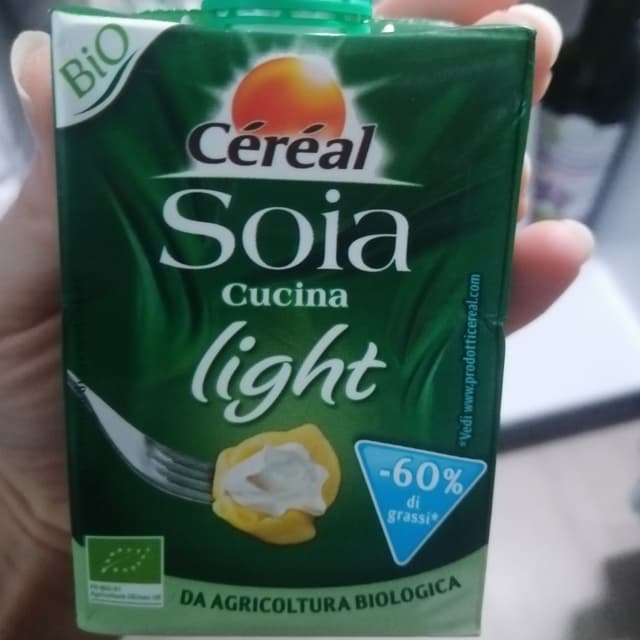 BiO
Céréal
Soia
Cucina
light
*Vedi www.prodotticereal.com
-60%
di
grassi*
DA AGRICOLTURA BIOLOGICA